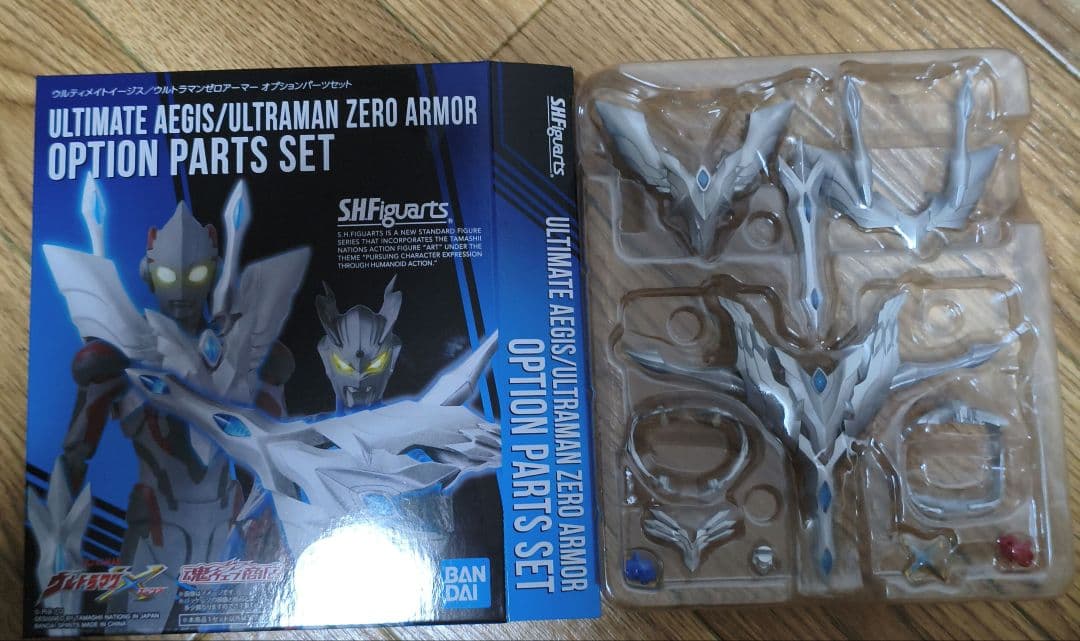 ウルティメイトイージス/ウルトラマンゼロアーマー オプションパーツセット
ULTIMATE AEGIS/ULTRAMAN ZERO ARMOR
OPTION PARTS SET
S.H.Figuarts
S.H.FIGUARTS IS A NEW STANDARD FIGURE
SERIES THAT INCORPORATES THE TAMASHII
NATIONS ACTION FIGURE "ART" UNDER THE
THEME "PURSUING CHARACTER EXPRESSION
THROUGH HUMANOID ACTION."
ウルトラマンX
魂ウェブ商店
BAN
DAI
DESIGNED BY TAMASHII NATIONS IN JAPAN
BANDAI SPIRITS MADE IN CHINA
S.H.Figuarts
ULTIMATE AEGIS/ULTRAMAN ZERO ARMOR
OPTION PARTS SET